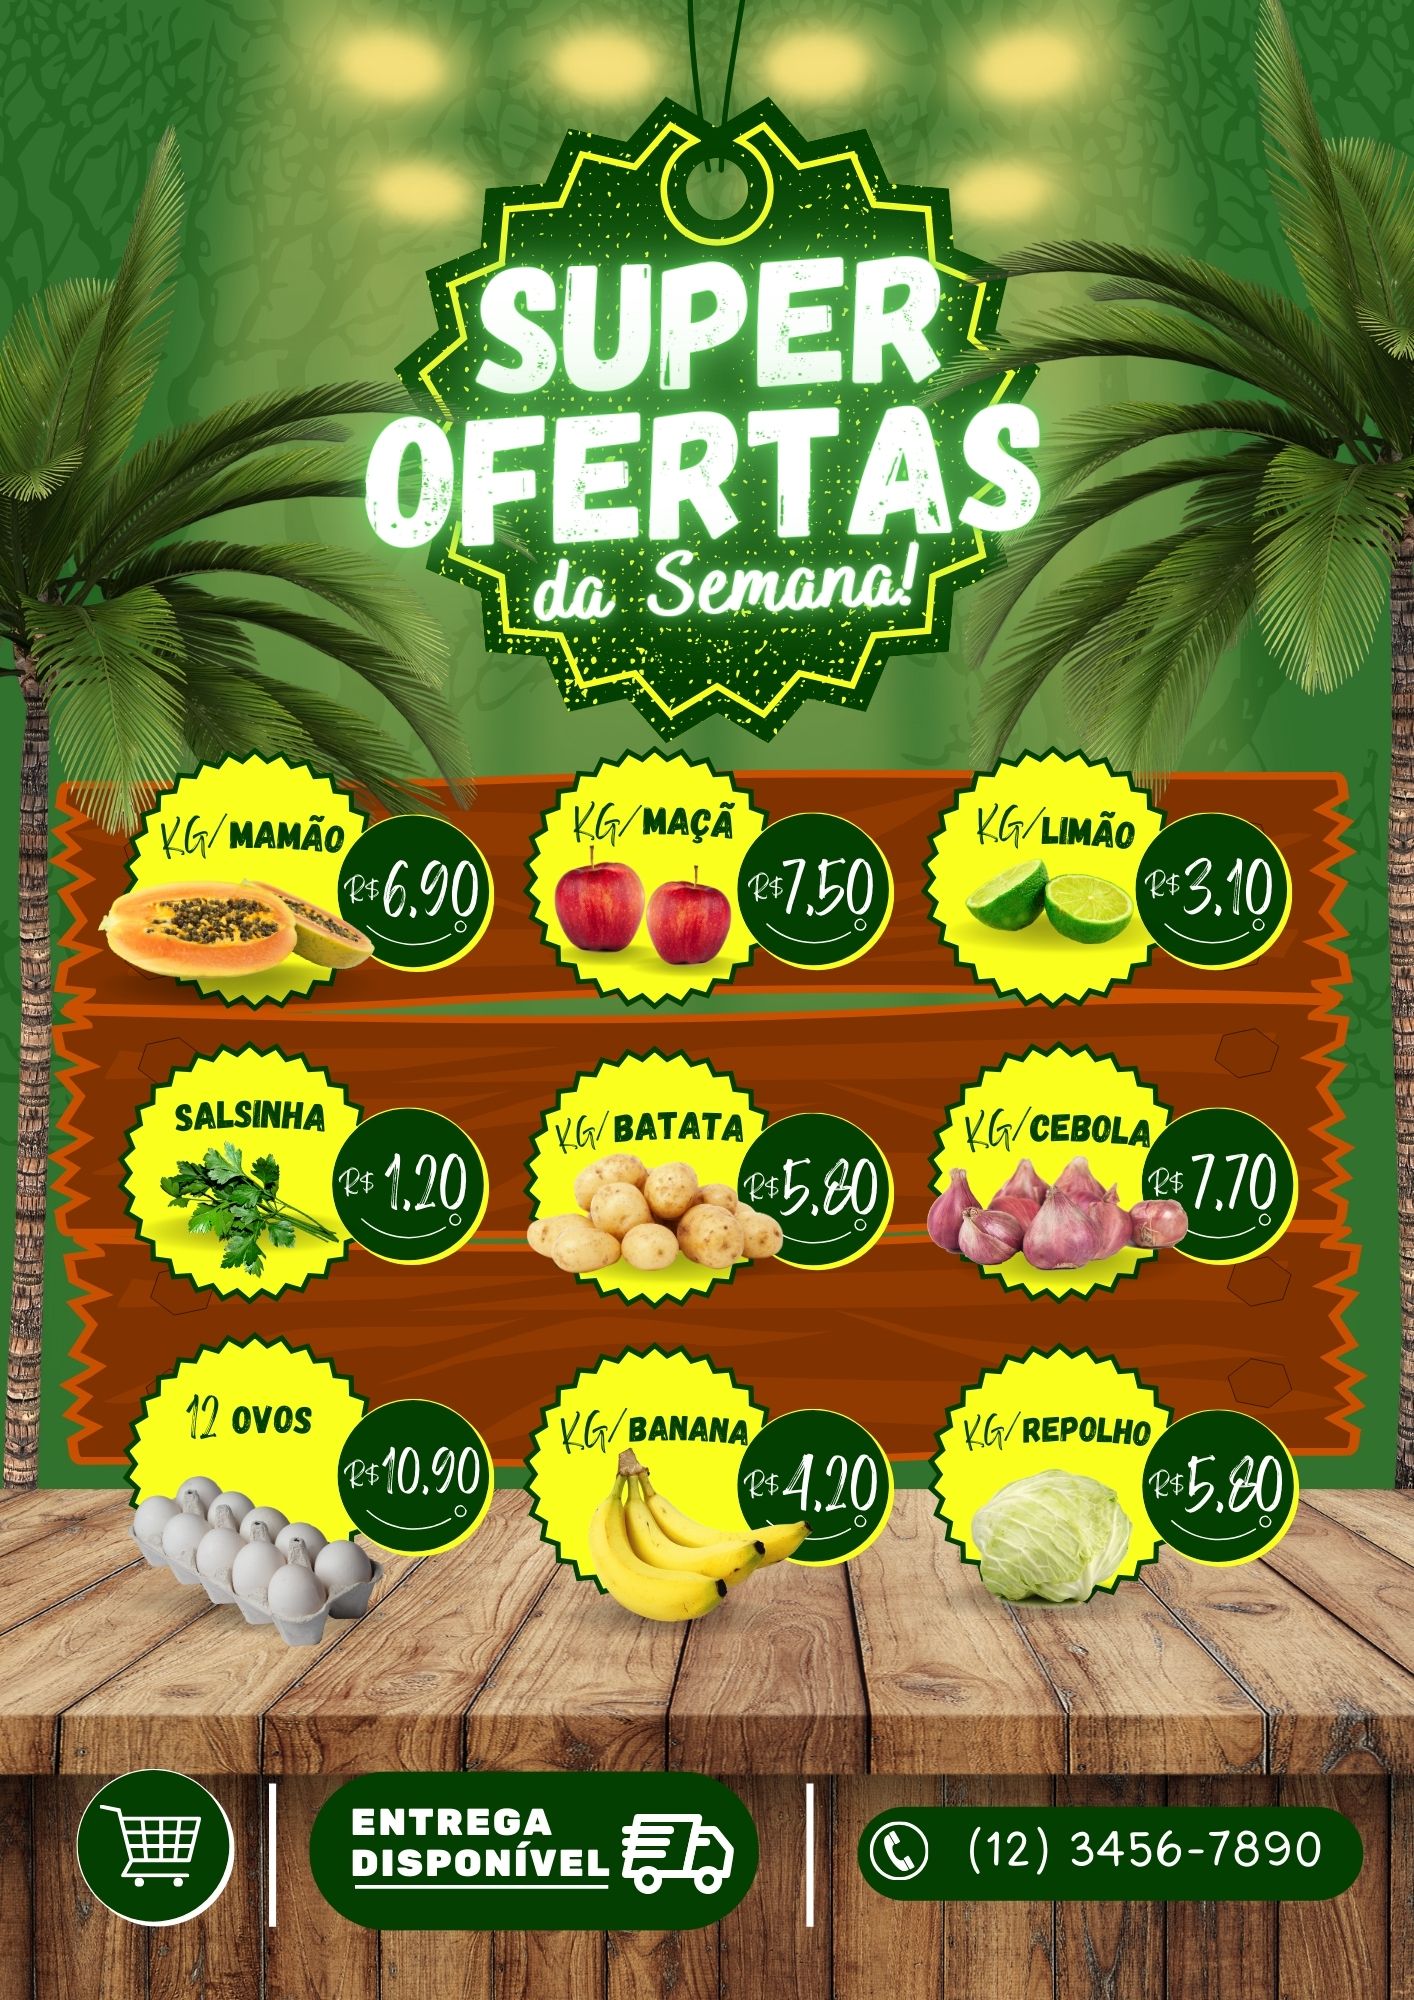 SUPER
OFERTAS
da Semana!
KG/MAMÃO
R$6,90
KG/MAÇÃ
R$7,50
KG/LIMÃO
R$3,10
SALSINHA
R$1,20
KG/BATATA
R$5,80
KG/CEBOLA
R$7,70
12 OVOS
R$10,90
KG/BANANA
R$4,20
KG/REPOLHO
R$5,80
ENTREGA
DISPONÍVEL
(12) 3456-7890